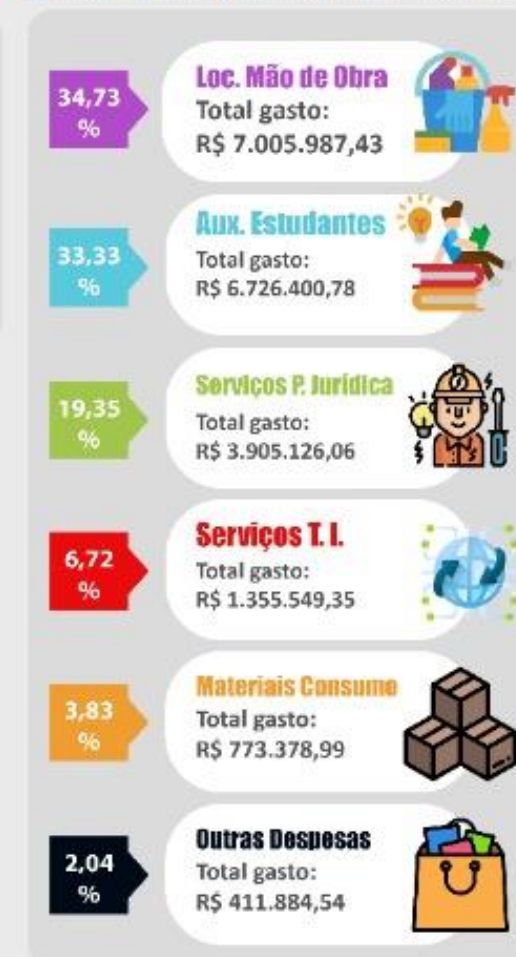 34,73
%
Loc. Mão de Obra
Total gasto:
R$ 7.005.987,43
33,33
%
Aux. Estudantes
Total gasto:
R$ 6.726.400,78
19,35
%
Serviços P. Jurídica
Total gasto:
R$ 3.905.126,06
6,72
%
Serviços T. I.
Total gasto:
R$ 1.355.549,35
3,83
%
Materiais Consumo
Total gasto:
R$ 773.378,99
2,04
%
Outras Despesas
Total gasto:
R$ 411.884,54